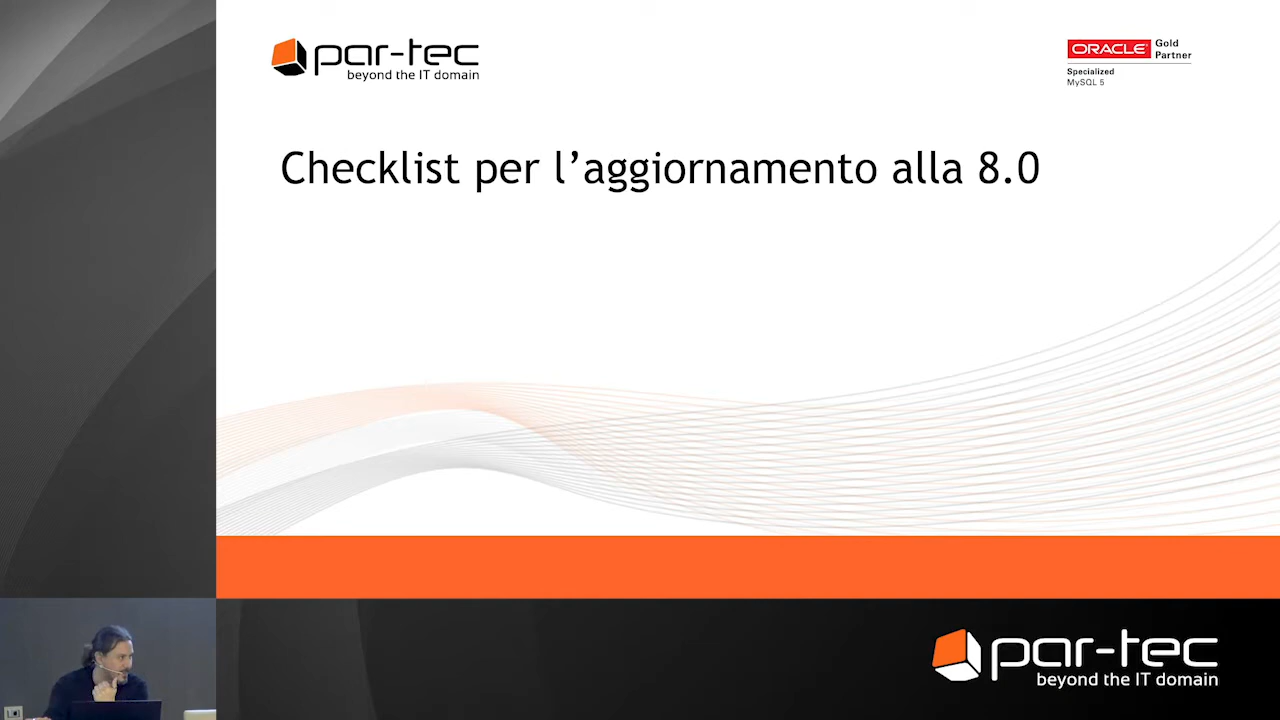 par-tec
beyond the IT domain
ORACLE Gold
Partner
Specialized
MySQL 5
Checklist per l’aggiornamento alla 8.0
par-tec
beyond the IT domain